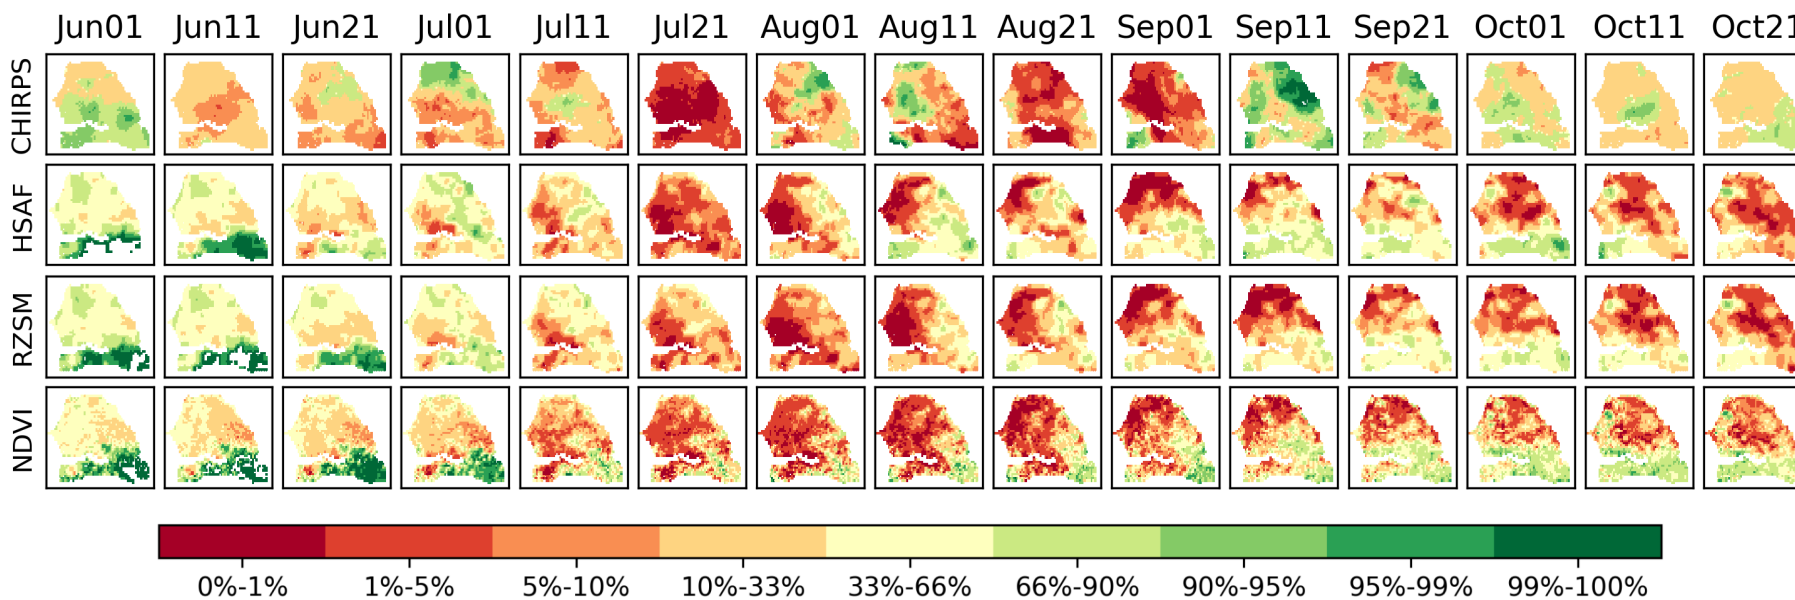 Jun01 Jun11 Jun21 Jul01 Jul11 Jul21 Aug01 Aug11 Aug21 Sep01 Sep11 Sep21 Oct01 Oct11 Oct21
CHIRPS
HSAF
RZSM
NDVI
0%-1% 1%-5% 5%-10% 10%-33% 33%-66% 66%-90% 90%-95% 95%-99% 99%-100%